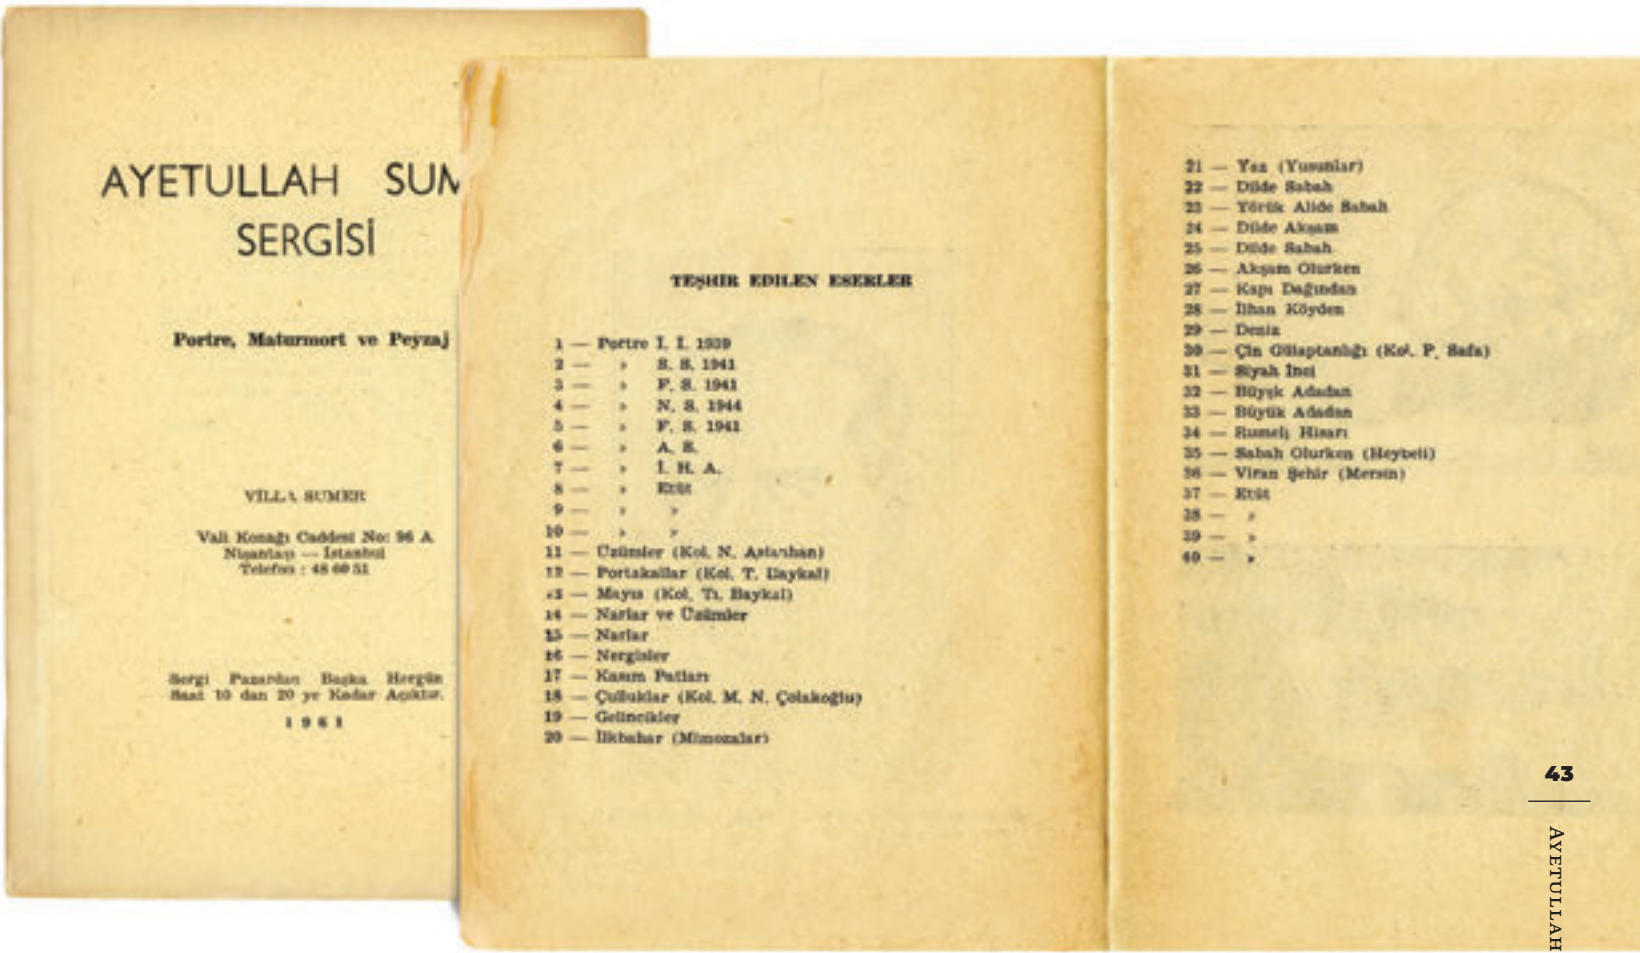 AYETULLAH SUM
SERGİSİ
Portre, Maturmort ve Peyzaj
VİLLA SUMER
Vali Konağı Caddesi No: 96 A
Nişantaşı — İstanbul
Telefon : 48 60 51
Sergi Pazardan Başka Hergün
Saat 10 dan 20 ye Kadar Açıktır.
1961
TEŞHİR EDİLEN ESERLER
1 — Portre İ. İ. 1939
2 — » S. S. 1941
3 — » F. S. 1941
4 — » N. S. 1944
5 — » F. S. 1941
6 — » A. S.
7 — » İ. H. A.
8 — » Etüt
9 — » »
10 — » »
11 — Üzümler (Kol. N. Aslanhan)
12 — Portakallar (Kol. T. Baykal)
13 — Mayıs (Kol. Tı. Baykal)
14 — Narlar ve Üzümler
15 — Narlar
16 — Nergisler
17 — Kasım Patları
18 — Çulluklar (Kol. M. N. Çolakoğlu)
19 — Gelincikler
20 — İlkbahar (Mimozalar)
21 — Yaz (Yusunlar)
22 — Dilde Sabah
23 — Yörük Alide Sabah
24 — Dilde Akşam
25 — Dilde Sabah
26 — Akşam Olurken
27 — Kapı Dağından
28 — İlhan Köyden
29 — Deniz
30 — Çin Gülaptanlığı (Kol. P. Safa)
31 — Siyah İnci
32 — Büyük Adadan
33 — Büyük Adadan
34 — Rumeli Hisarı
35 — Sabah Olurken (Heybeli)
36 — Viran Şehir (Mersin)
37 — Etüt
38 — »
39 — »
40 — »
43
AYETULLAH